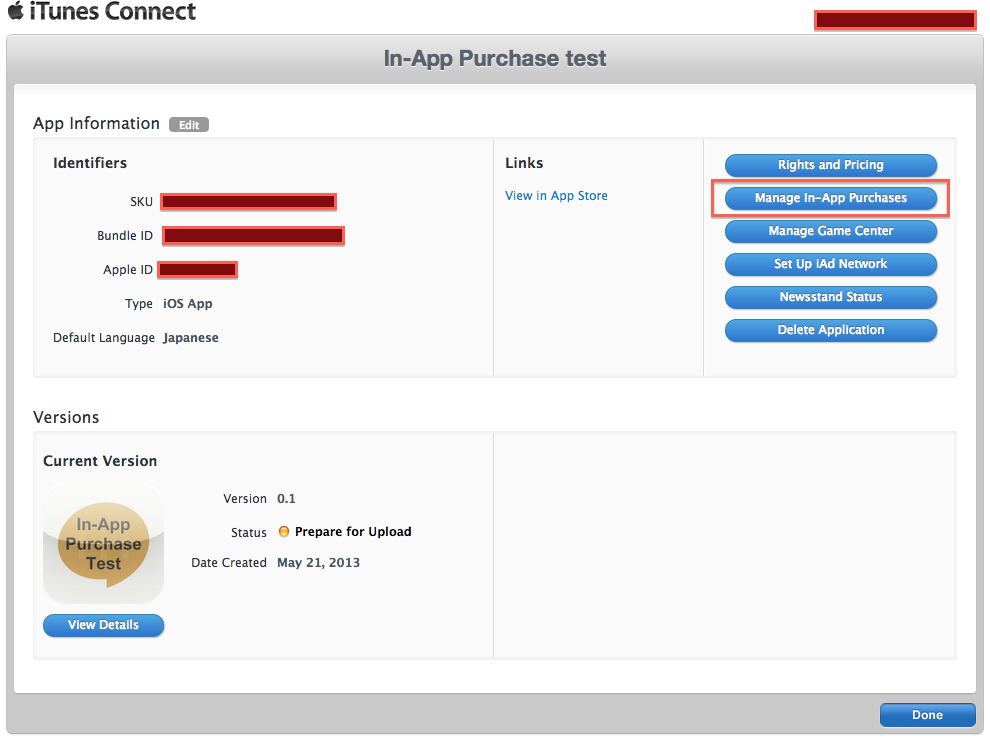 iTunes Connect
In-App Purchase test
App Information Edit
Identifiers
SKU
Bundle ID
Apple ID
Type iOS App
Default Language Japanese
Links
View in App Store
Rights and Pricing
Manage In-App Purchases
Manage Game Center
Set Up iAd Network
Newsstand Status
Delete Application
Versions
Current Version
In-App
Purchase
Test
Version 0.1
Status Prepare for Upload
Date Created May 21, 2013
View Details
Done